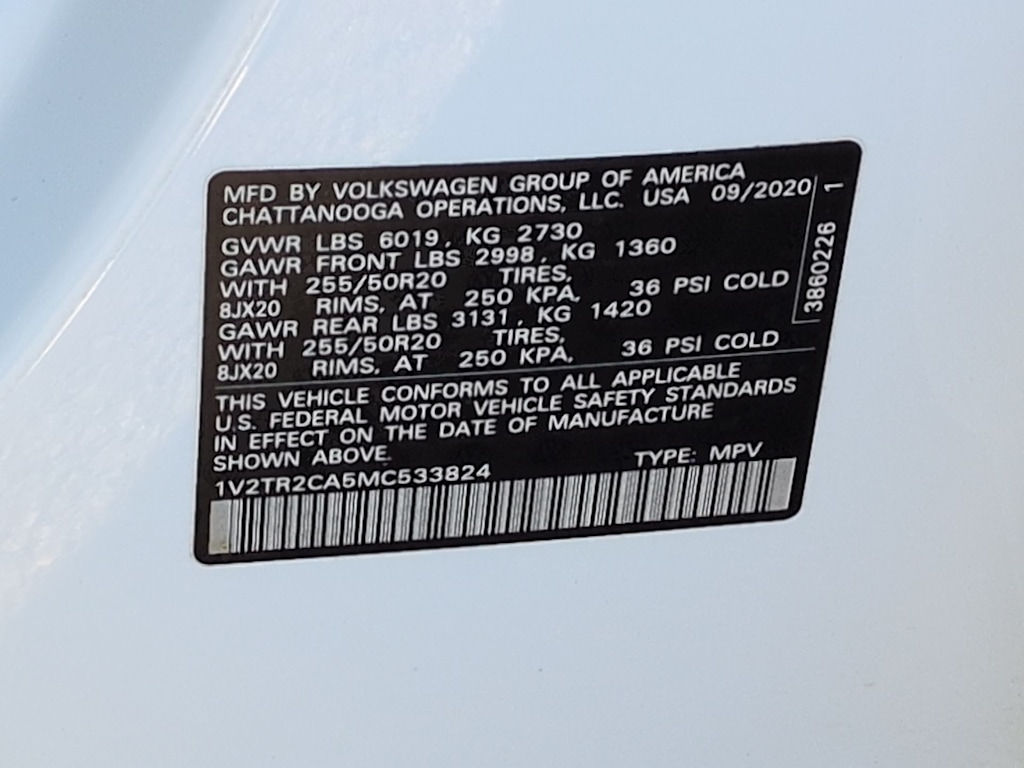 MFD BY VOLKSWAGEN GROUP OF AMERICA
CHATTANOOGA OPERATIONS, LLC. USA 09/2020
GVWR LBS 6019, KG 2730
GAWR FRONT LBS 2998, KG 1360
WITH 255/50R20 TIRES,
8JX20 RIMS, AT 250 KPA, 36 PSI COLD
GAWR REAR LBS 3131, KG 1420
WITH 255/50R20 TIRES,
8JX20 RIMS, AT 250 KPA, 36 PSI COLD
THIS VEHICLE CONFORMS TO ALL APPLICABLE
U.S. FEDERAL MOTOR VEHICLE SAFETY STANDARDS
IN EFFECT ON THE DATE OF MANUFACTURE
SHOWN ABOVE.
1V2TR2CA5MC533824 TYPE: MPV
3860226 1